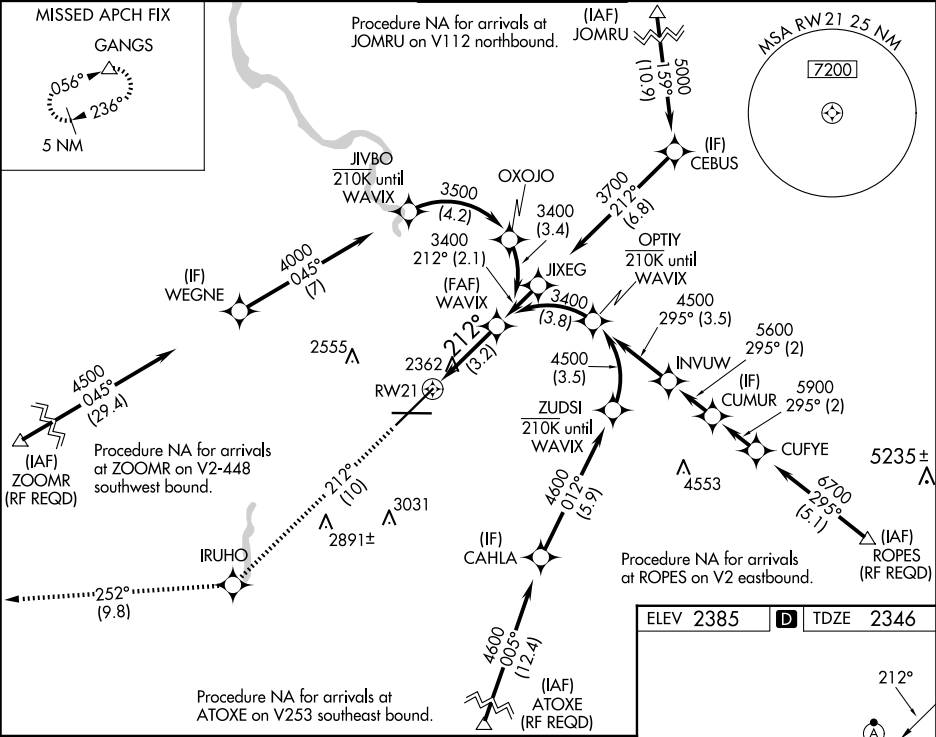 MISSED APCH FIX
GANGS
056°
236°
5 NM
Procedure NA for arrivals at
JOMRU on V112 northbound.
(IAF)
JOMRU
5000
159°
(10.9)
MSA RW21 25 NM
7200
(IF)
CEBUS
3700
212°
(6.8)
JIVBO
210K until
WAVIX
3500
(4.2)
OXOJO
3400
(3.4)
3400
212° (2.1)
OPTIY
210K until
WAVIX
JIXEG
(FAF)
WAVIX
3400
(3.8)
(IF)
WEGNE
4000
045°
(7)
4500
295° (3.5)
5600
295° (2)
INVUW
(IF)
CUMUR
5900
295° (2)
CUFYE
212°
(3.2)
2555
2362
RW21
4500
(3.5)
ZUDSI
210K until
WAVIX
4500
045°
(29.4)
(IAF)
ZOOMR
(RF REQD)
Procedure NA for arrivals
at ZOOMR on V2-448
southwest bound.
212°
(10)
4553
5235±
6700
295°
(5.1)
(IAF)
ROPES
(RF REQD)
4600
012°
(5.9)
3031
2891±
(IF)
CAHLA
IRUHO
252°
(9.8)
Procedure NA for arrivals
at ROPES on V2 eastbound.
4600
005°
(12.4)
Procedure NA for arrivals at
ATOXE on V253 southeast bound.
(IAF)
ATOXE
(RF REQD)
ELEV 2385 D TDZE 2346
212°
A